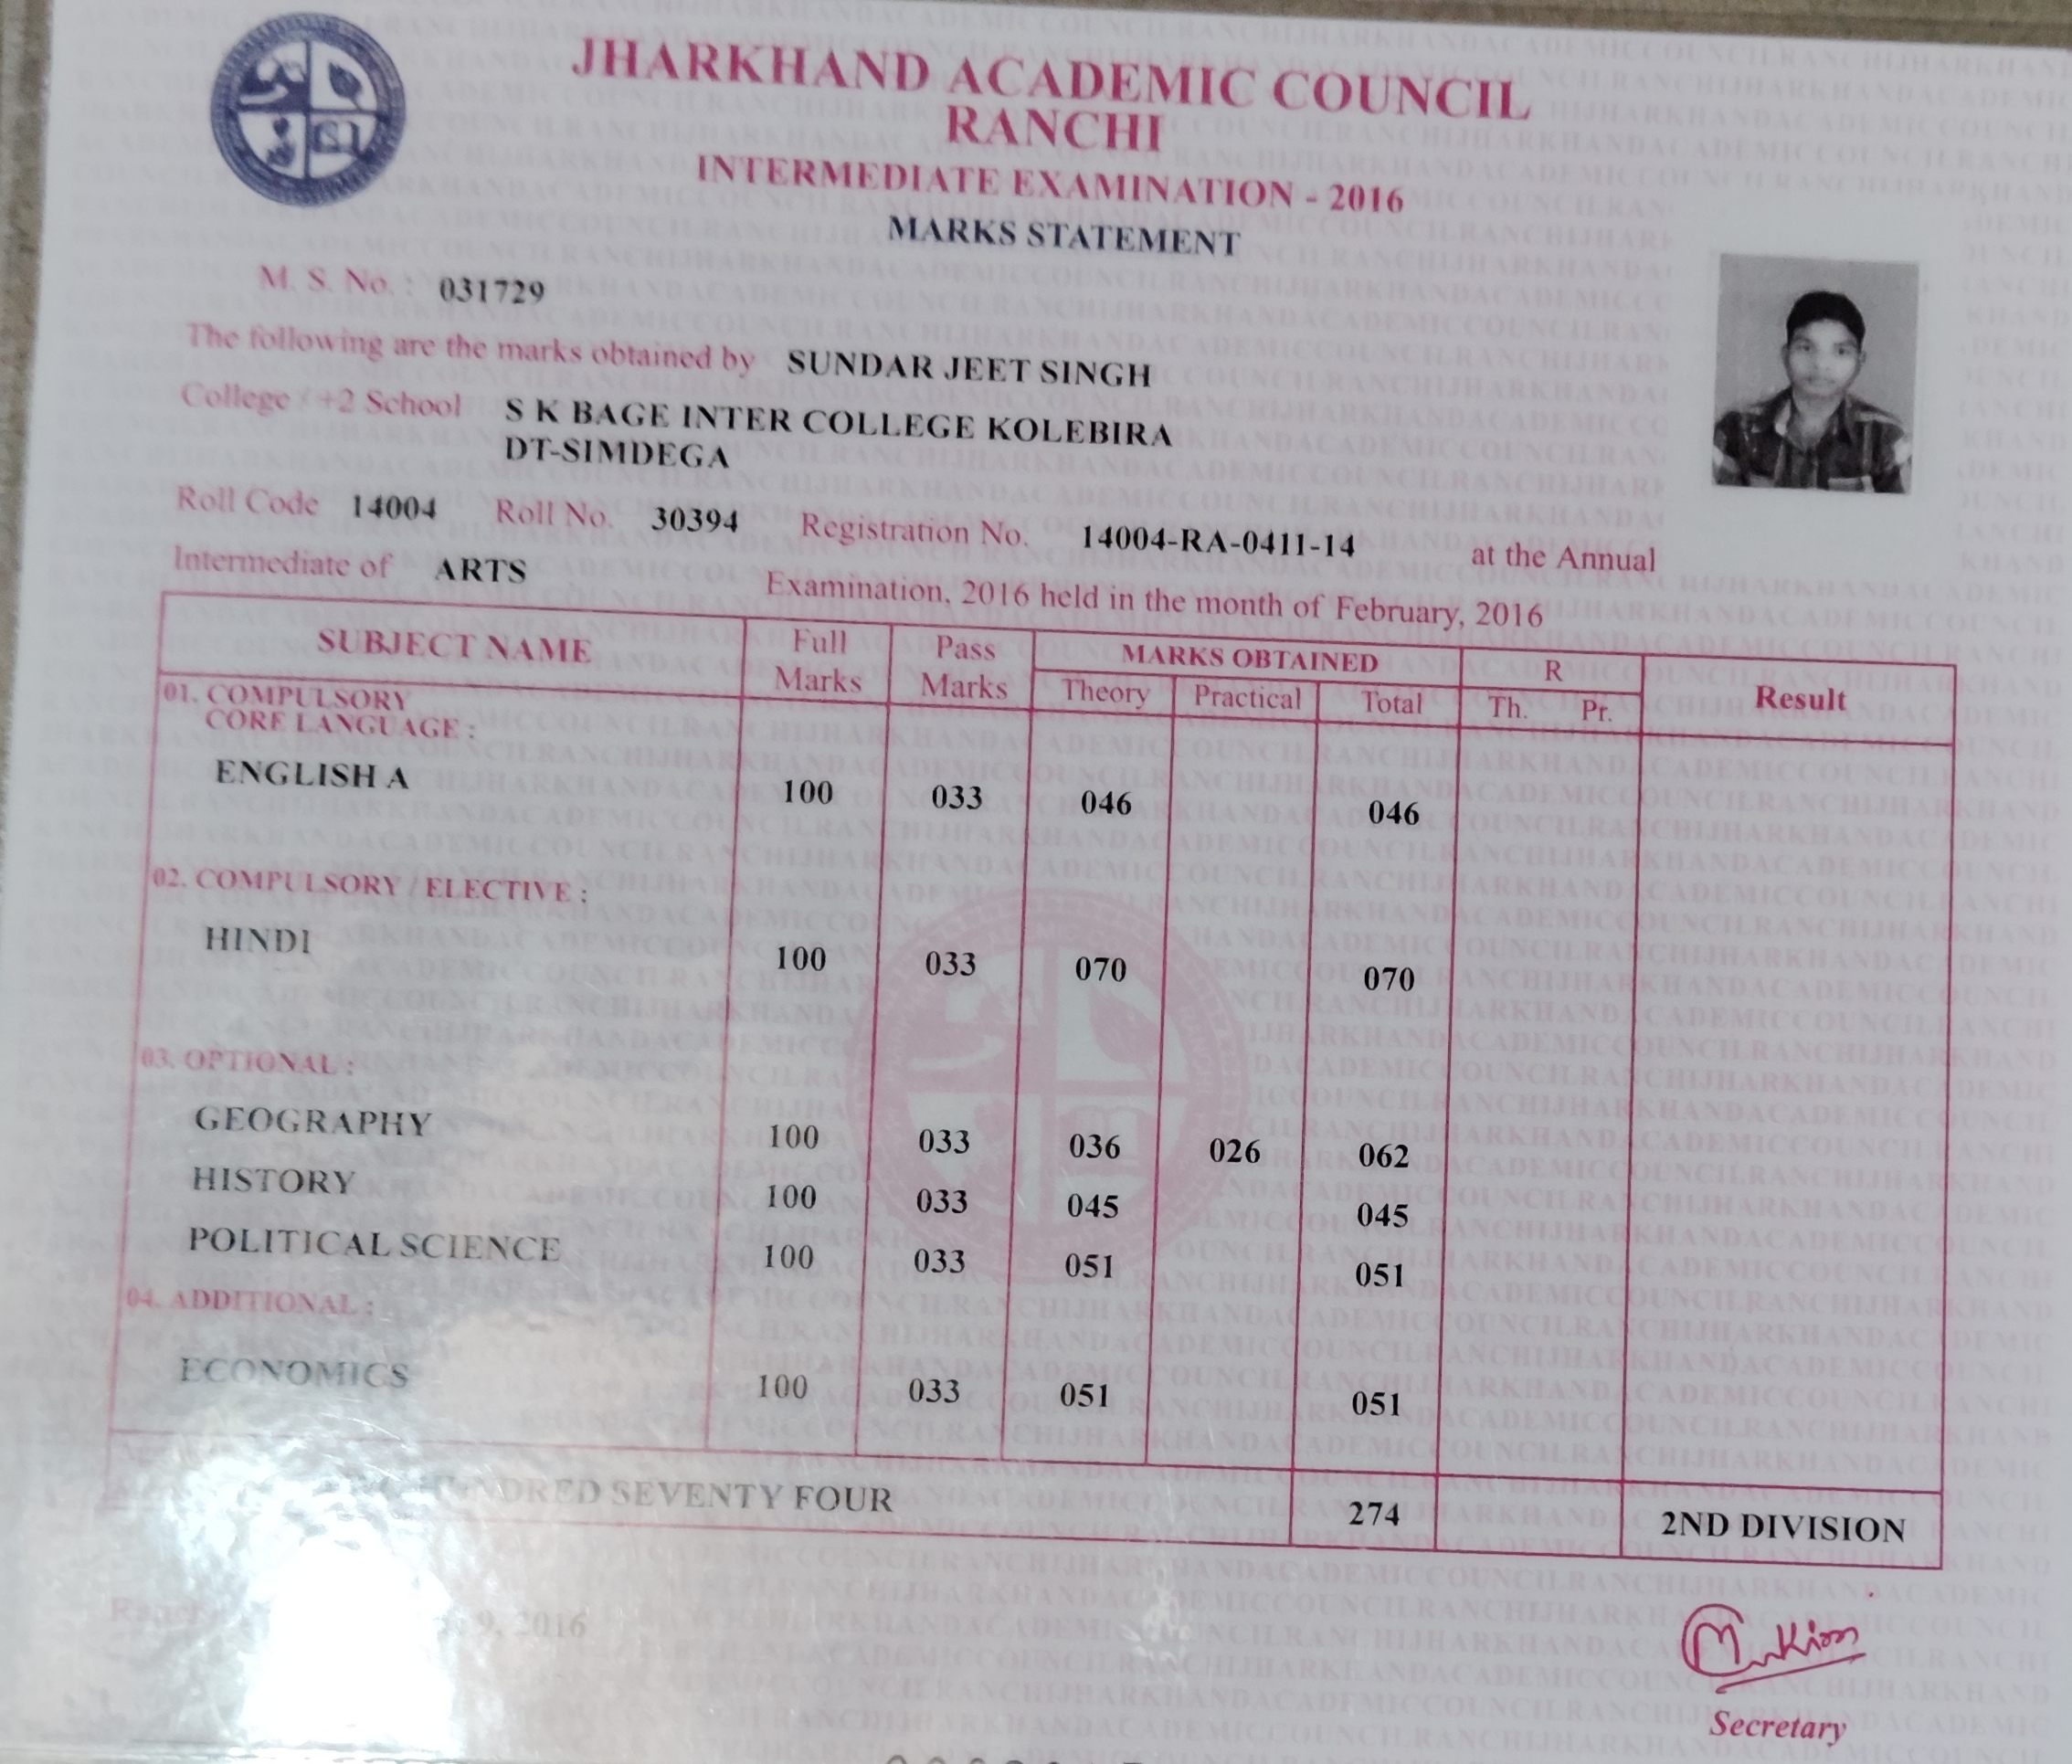 JHARKHAND ACADEMIC COUNCIL
RANCHI
INTERMEDIATE EXAMINATION - 2016
MARKS STATEMENT
M. S. No. : 031729
The following are the marks obtained by SUNDAR JEET SINGH
College / +2 School S K BAGE INTER COLLEGE KOLEBIRA
DT-SIMDEGA
Roll Code 14004 Roll No. 30394 Registration No. 14004-RA-0411-14 at the Annual
Intermediate of ARTS Examination, 2016 held in the month of February, 2016
SUBJECT NAME Full Marks Pass Marks MARKS OBTAINED R Result
Theory Practical Total Th. Pr.
01. COMPULSORY
CORE LANGUAGE :
ENGLISH A 100 033 046 046
02. COMPULSORY / ELECTIVE :
HINDI 100 033 070 070
03. OPTIONAL :
GEOGRAPHY 100 033 036 026 062
HISTORY 100 033 045 045
POLITICAL SCIENCE 100 033 051 051
04. ADDITIONAL :
ECONOMICS 100 033 051 051
SEVENTY FOUR 274 2ND DIVISION
9, 2016
Secretary